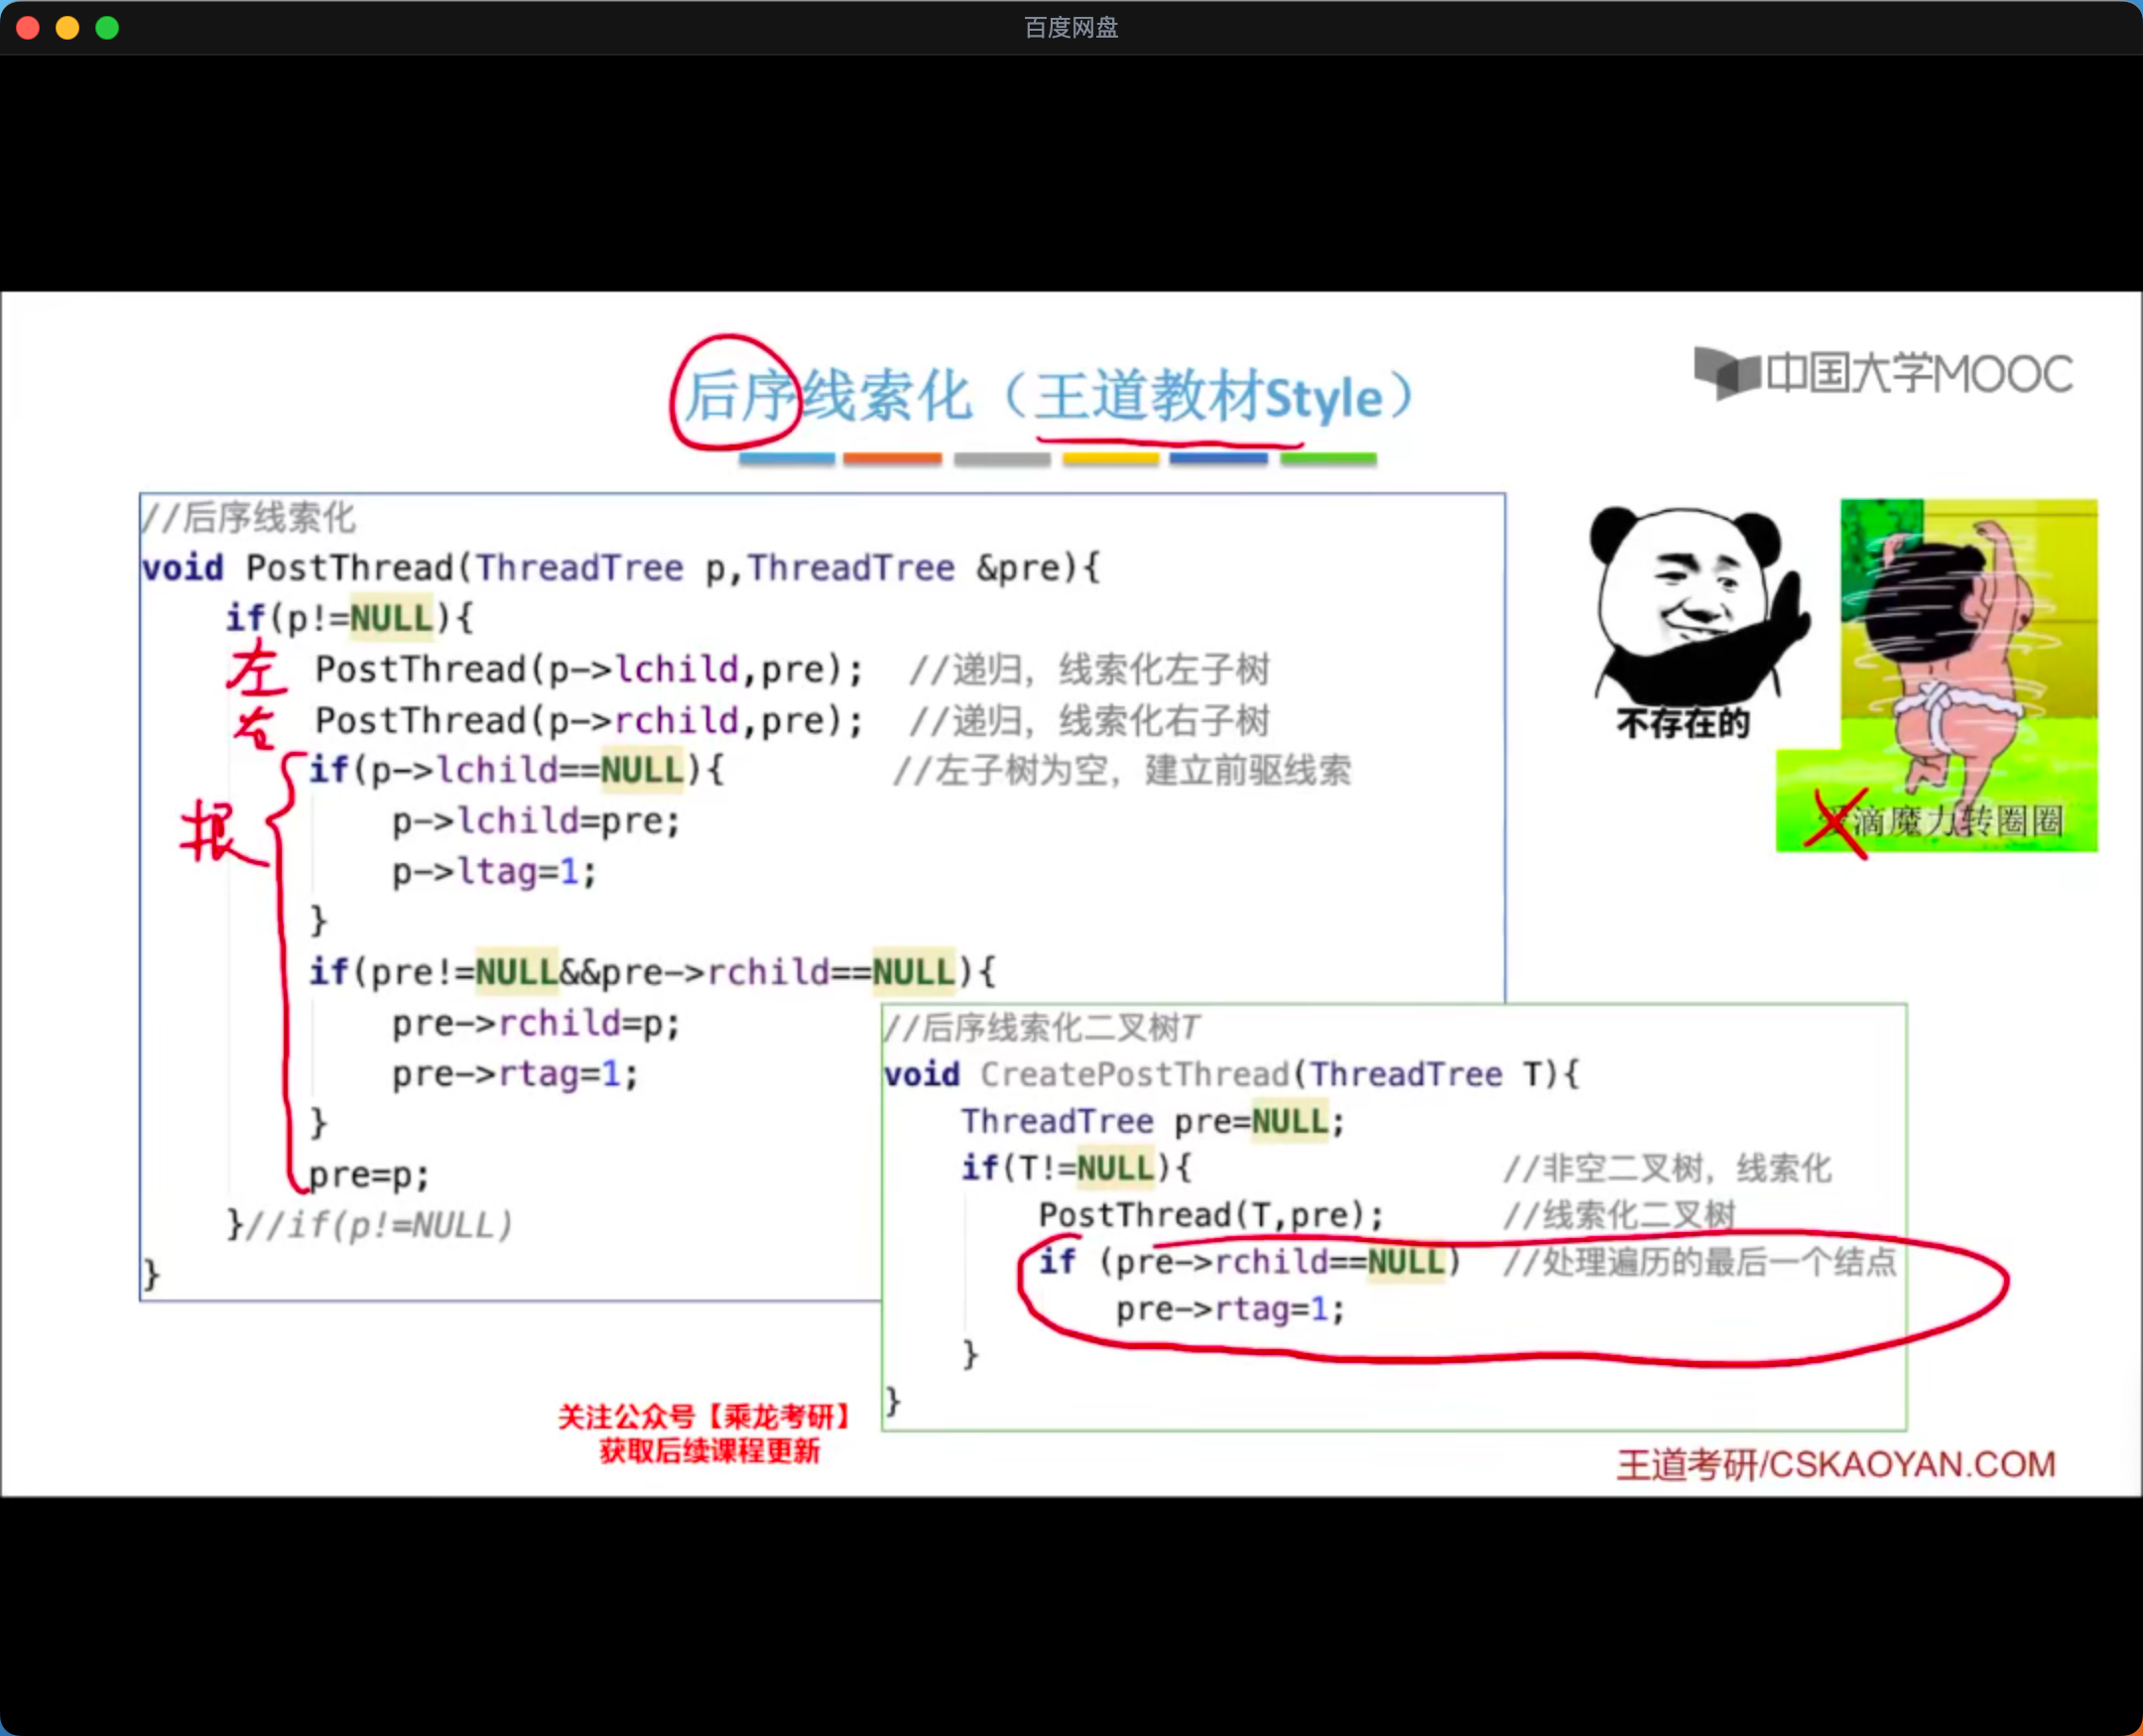 百度网盘
后序线索化（王道教材Style）
中国大学MOOC
//后序线索化
void PostThread(ThreadTree p,ThreadTree &pre){
if(p!=NULL){
左 PostThread(p->lchild,pre); //递归，线索化左子树
右 PostThread(p->rchild,pre); //递归，线索化右子树
if(p->lchild==NULL){ //左子树为空，建立前驱线索
根
p->lchild=pre;
p->ltag=1;
}
if(pre!=NULL&&pre->rchild==NULL){
pre->rchild=p;
pre->rtag=1;
}
pre=p;
}//if(p!=NULL)
}
不存在的
滴魔力转圈圈
//后序线索化二叉树T
void CreatePostThread(ThreadTree T){
ThreadTree pre=NULL;
if(T!=NULL){ //非空二叉树，线索化
PostThread(T,pre); //线索化二叉树
if (pre->rchild==NULL) //处理遍历的最后一个结点
pre->rtag=1;
}
}
关注公众号【乘龙考研】
获取后续课程更新
王道考研/CSKAOYAN.COM